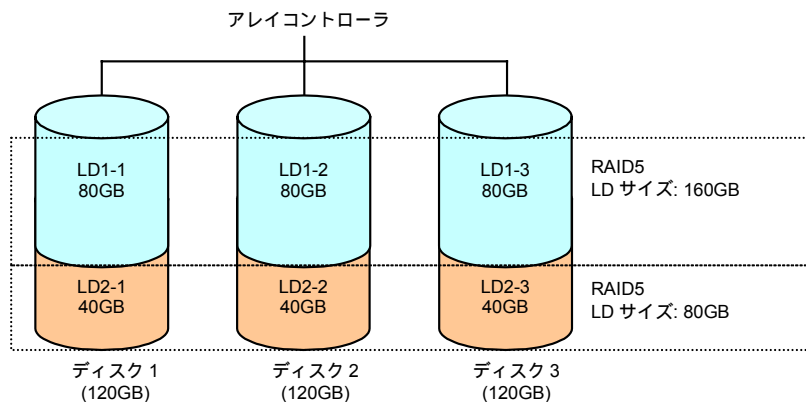 アレイコントローラ
LD1-1
80GB
LD1-2
80GB
LD1-3
80GB
RAID5
LD サイズ: 160GB
LD2-1
40GB
LD2-2
40GB
LD2-3
40GB
RAID5
LD サイズ: 80GB
ディスク 1
(120GB)
ディスク 2
(120GB)
ディスク 3
(120GB)